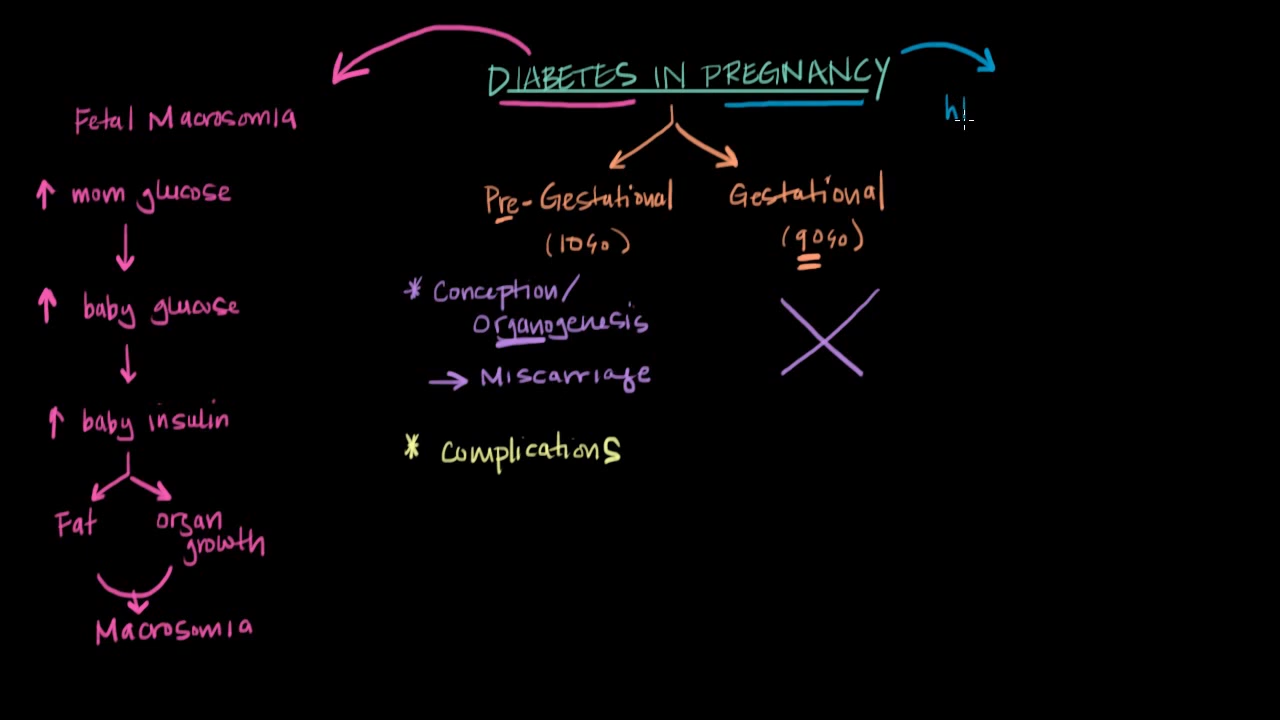 DIABETES IN PREGNANCY
Fetal Macrosomia
↑ mom glucose
↑ baby glucose
↑ baby insulin
Fat
organ
growth
Macrosomia
Pre-Gestational
(10%)
Gestational
(90%)
* Conception/
Organogenesis
→ Miscarriage
* Complications